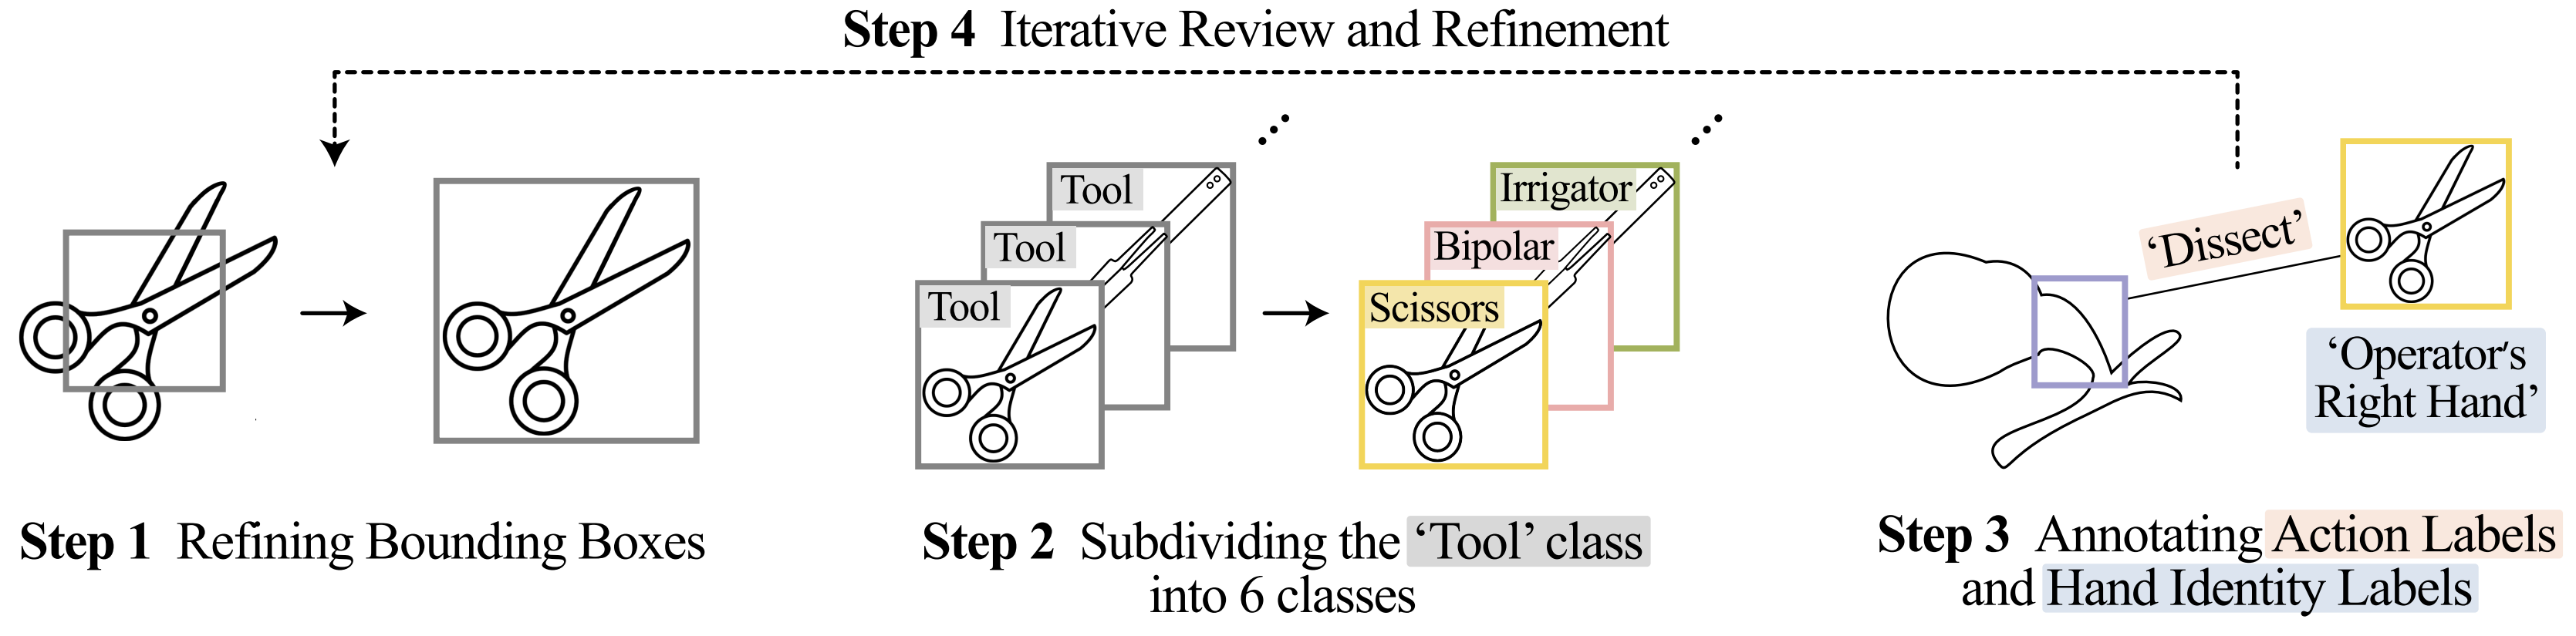 Step 4 Iterative Review and Refinement
Tool
Tool
Tool
Irrigator
Bipolar
Scissors
‘Dissect’
‘Operator's
Right Hand’
Step 1 Refining Bounding Boxes
Step 2 Subdividing the ‘Tool’ class
into 6 classes
Step 3 Annotating Action Labels
and Hand Identity Labels